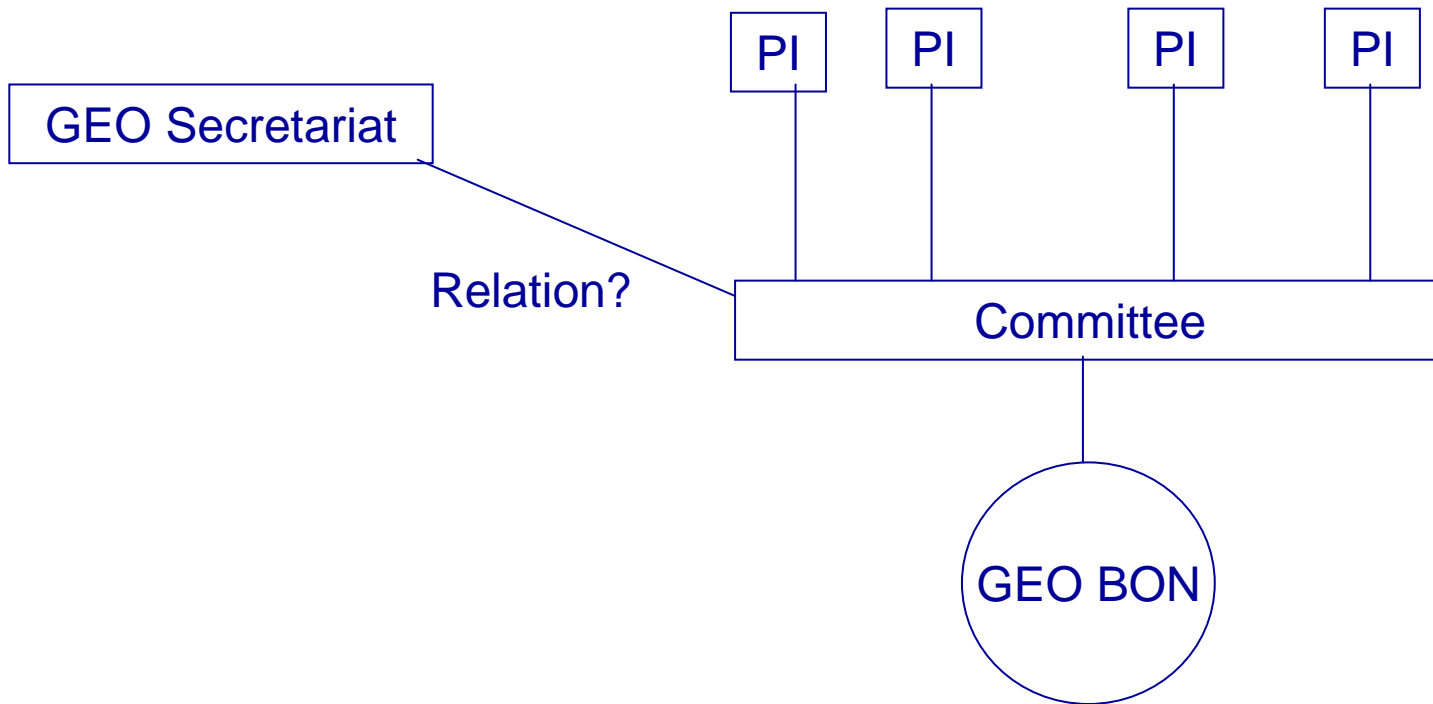 PI
PI
PI
PI
GEO Secretariat
Relation?
Committee
GEO BON